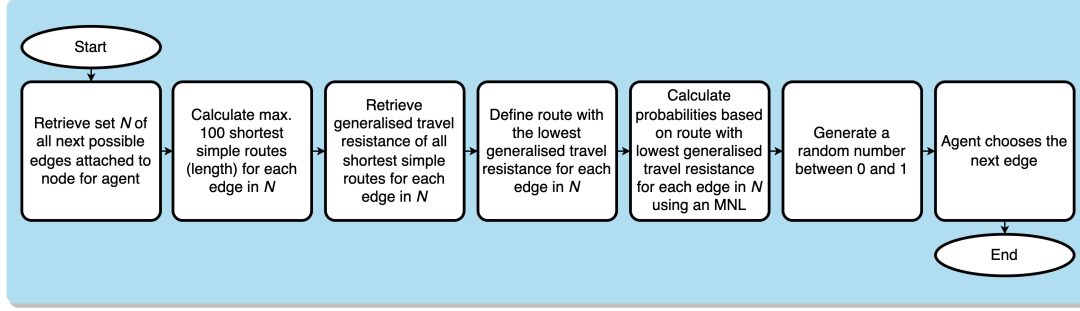 Start
Retrieve set N of
all next possible
edges attached to
node for agent
Calculate max.
100 shortest
simple routes
(length) for each
edge in N
Retrieve
generalised travel
resistance of all
shortest simple
routes for each
edge in N
Define route with
the lowest
generalised travel
resistance for each
edge in N
Calculate
probabilities based
on route with
lowest generalised
travel resistance
for each edge in N
using an MNL
Generate a
random number
between 0 and 1
Agent chooses the
next edge
End